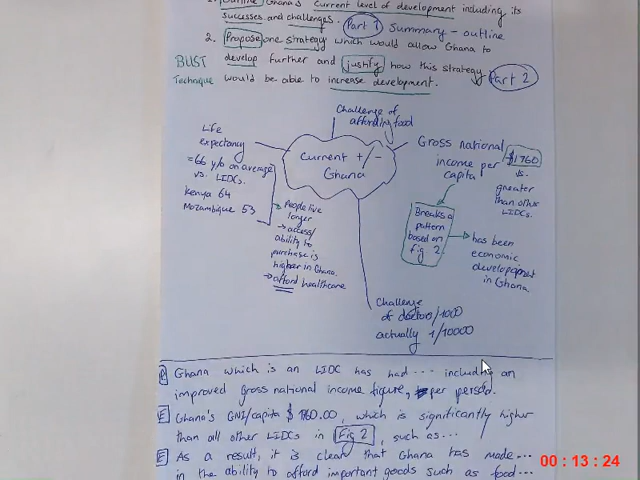 1. Outline Ghana's current level of development including its
successes and challenges. Part 1 Summary - outline
2. Propose one strategy which would allow Ghana to
develop further and justify how this strategy Part 2
would be able to increase development.
BUST
Technique
Challenge of
affording food
Life
expectancy
=66 y/o on average
vs. LIDCs.
Kenya 64
Mozambique 53
People live
longer
→ access/
ability to
purchase is
higher in Ghana.
→ afford healthcare
Current +/-
Ghana
Gross national
income per
capita
$1760
vs.
greater
than other
LIDCs.
Breaks a
pattern
based on
fig 2.
has been
economic
development
in Ghana.
Challenge
of doctors/1000
actually 1/10000
P Ghana which is an LIDC has had ... including an
improved Gross national income figure, per person.
E Ghana's GNI/capita $1760.00, which is significantly higher
than all other LIDCs in Fig 2, such as...
E As a result, it is clear that Ghana has made...
in the ability to afford important goods such as food...
00:13:24